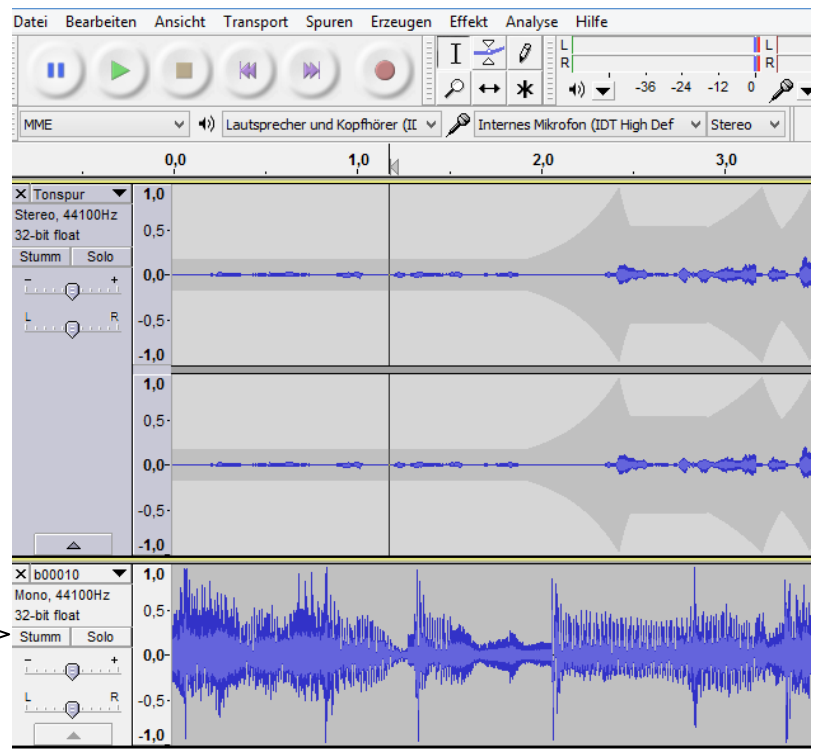 Datei Bearbeiten Ansicht Transport Spuren Erzeugen Effekt Analyse Hilfe
L
R
-36 -24 -12 0
L
R
MME
Lautsprecher und Kopfhörer (II
Internes Mikrofon (IDT High Def
Stereo
0,0 1,0 2,0 3,0
X Tonspur
Stereo, 44100Hz
32-bit float
Stumm Solo
- +
L R
1,0
0,5-
0,0-
-0,5-
-1,0
1,0
0,5-
0,0-
-0,5-
-1,0
X b00010
Mono, 44100Hz
32-bit float
> Stumm Solo
- +
L R
1,0
0,5-
0,0-
-0,5-
-1,0